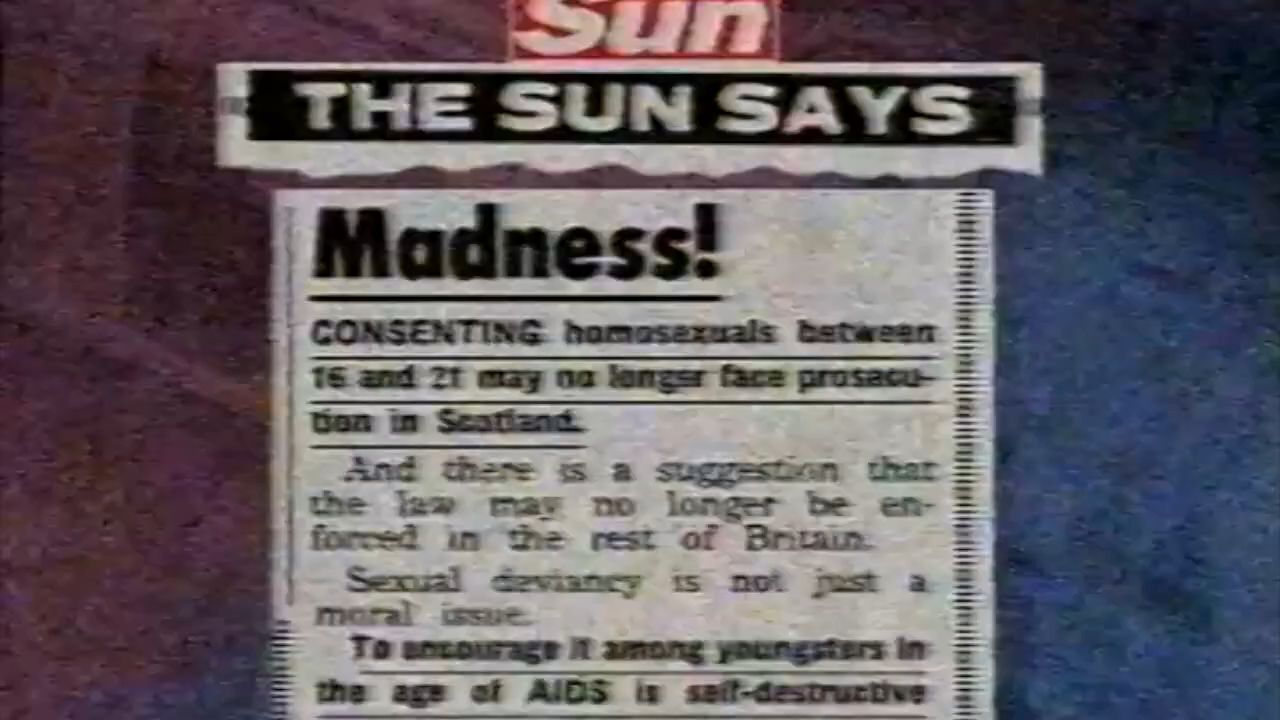 Sun
THE SUN SAYS
Madness!
CONSENTING homosexuals between
16 and 21 may no longer face prosecu-
tion in Scotland.
And there is a suggestion that
the law may no longer be en-
forced in the rest of Britain.
Sexual deviancy is not just a
moral issue.
To encourage it among youngsters in
the age of AIDS is self-destructive